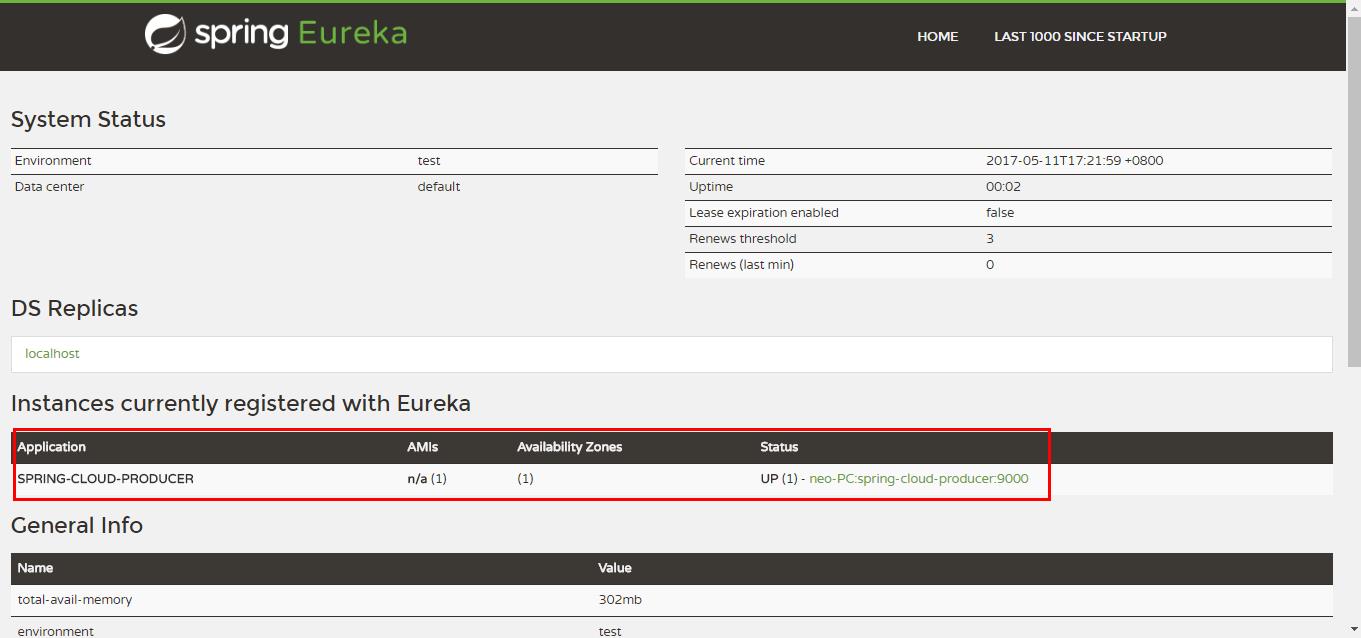 spring Eureka HOME LAST 1000 SINCE STARTUP
System Status
Environment test
Data center default
Current time 2017-05-11T17:21:59 +0800
Uptime 00:02
Lease expiration enabled false
Renews threshold 3
Renews (last min) 0
DS Replicas
localhost
Instances currently registered with Eureka
Application AMIs Availability Zones Status
SPRING-CLOUD-PRODUCER n/a (1) (1) UP (1) - neo-PC:spring-cloud-producer:9000
General Info
Name Value
total-avail-memory 302mb
environment test